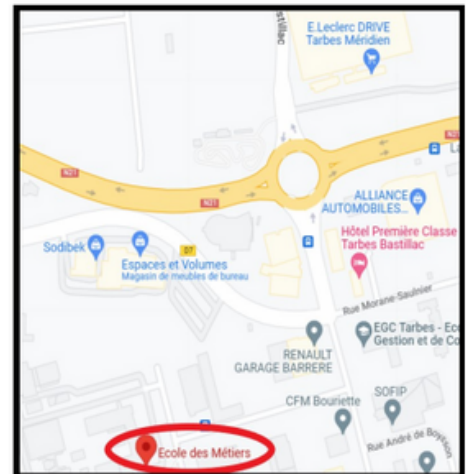 E.Leclerc DRIVE
Tarbes Méridien
N21
N21
N21
ALLIANCE
AUTOMOBILES...
Hôtel Première Classe
Tarbes Bastillac
Sodibek
D7
Espaces et Volumes
Magasin de meubles de bureau
Rue Morane-Saulnier
EGC Tarbes - Eco
Gestion et de Co
RENAULT
GARAGE BARRERE
SOFIP
CFM Bouriette
Rue André de Boysson
Ecole des Métiers